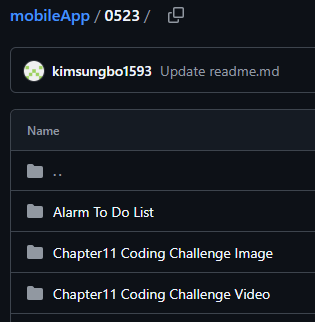 mobileApp / 0523 /
kimsungbo1593 Update readme.md
Name
..
Alarm To Do List
Chapter11 Coding Challenge Image
Chapter11 Coding Challenge Video